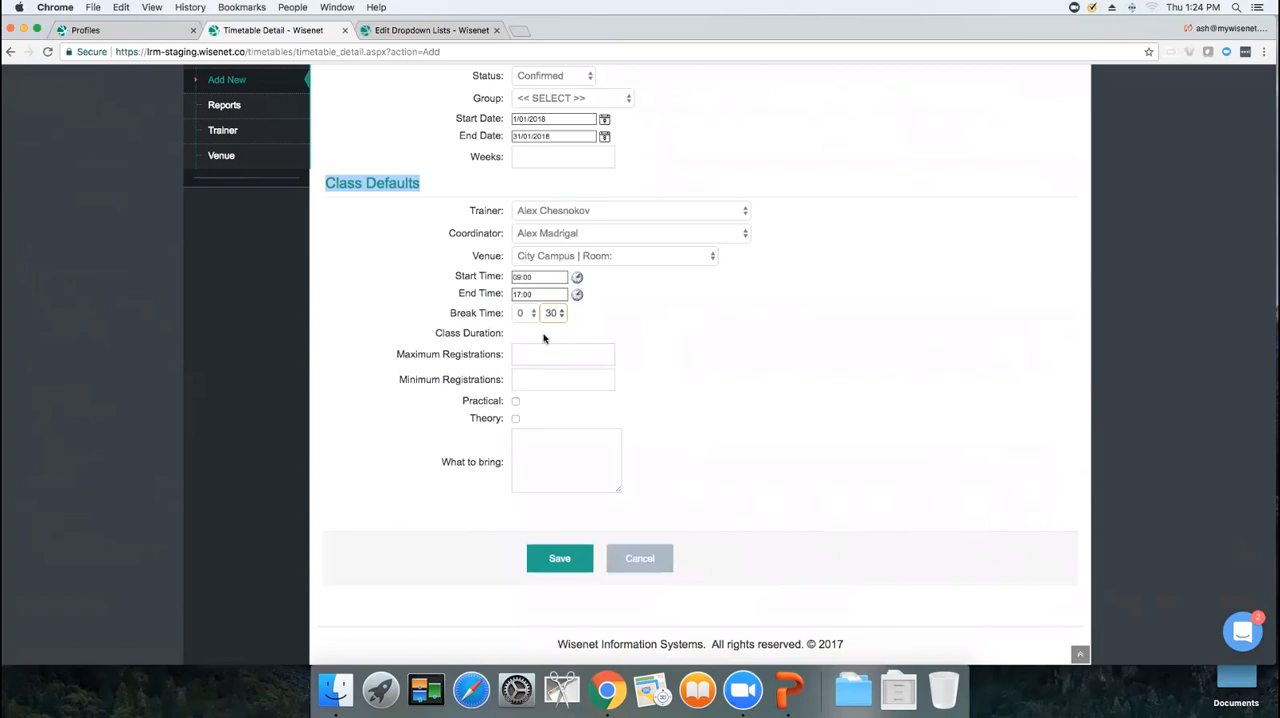 Chrome File Edit View History Bookmarks People Window Help Thu 1:24 PM
Profiles × Timetable Detail - Wisenet × Edit Dropdown Lists - Wisenet × ash@mywisenet....
Secure https://lrm-staging.wisenet.co/timetables/timetable_detail.aspx?action=Add
Add New
Reports
Trainer
Venue
Status: Confirmed
Group: << SELECT >>
Start Date: 1/01/2018
End Date: 31/01/2018
Weeks:
Class Defaults
Trainer: Alex Chesnokov
Coordinator: Alex Madrigal
Venue: City Campus | Room:
Start Time: 09:00
End Time: 17:00
Break Time: 0 30
Class Duration:
Maximum Registrations:
Minimum Registrations:
Practical:
Theory:
What to bring:
Save Cancel
Wisenet Information Systems. All rights reserved. © 2017
2
Documents